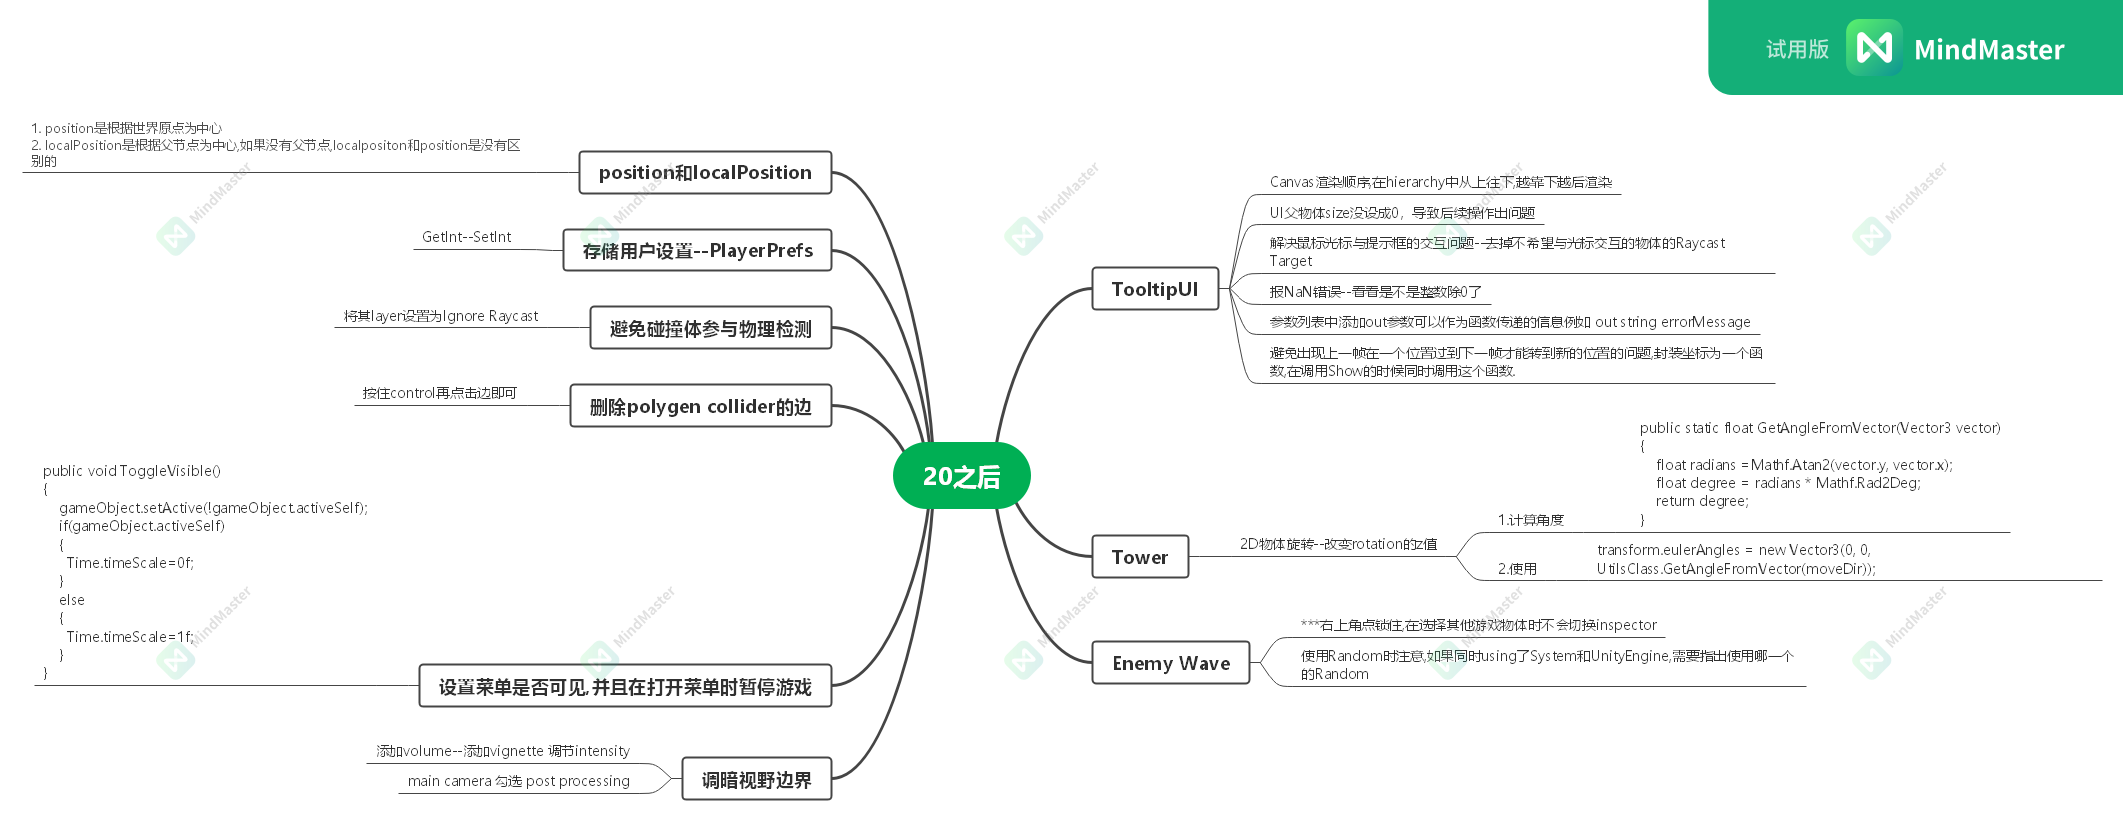 试用版 MindMaster
20之后
TooltipUI
Canvas渲染顺序,在hierarchy中从上往下,越靠下越后渲染
UI父物体size没设成0，导致后续操作出问题
解决鼠标光标与提示框的交互问题--去掉不希望与光标交互的物体的Raycast
Target
报NaN错误--看看是不是整数除0了
参数列表中添加out参数可以作为函数传递的信息例如 out string errorMessage
避免出现上一帧在一个位置过到下一帧才能转到新的位置的问题,封装坐标为一个函
数,在调用Show的时候同时调用这个函数.
Tower
2D物体旋转--改变rotation的z值
1.计算角度
public static float GetAngleFromVector(Vector3 vector)
{
float radians =Mathf.Atan2(vector.y, vector.x);
float degree = radians * Mathf.Rad2Deg;
return degree;
}
2.使用
transform.eulerAngles = new Vector3(0, 0,
UtilsClass.GetAngleFromVector(moveDir));
Enemy Wave
***右上角点锁住,在选择其他游戏物体时不会切换inspector
使用Random时注意,如果同时using了System和UnityEngine,需要指出使用哪一个
的Random
position和localPosition
1. position是根据世界原点为中心
2. localPosition是根据父节点为中心,如果没有父节点,localpositon和position是没有区
别的
存储用户设置--PlayerPrefs
GetInt--SetInt
避免碰撞体参与物理检测
将其layer设置为Ignore Raycast
删除polygen collider的边
按住control再点击边即可
设置菜单是否可见,并且在打开菜单时暂停游戏
public void ToggleVisible()
{
gameObject.setActive(!gameObject.activeSelf);
if(gameObject.activeSelf)
{
Time.timeScale=0f;
}
else
{
Time.timeScale=1f;
}
}
调暗视野边界
添加volume--添加vignette 调节intensity
main camera 勾选 post processing
MindMaster
MindMaster
MindMaster
MindMaster
MindMaster
MindMaster
MindMaster
MindMaster
MindMaster
MindMaster